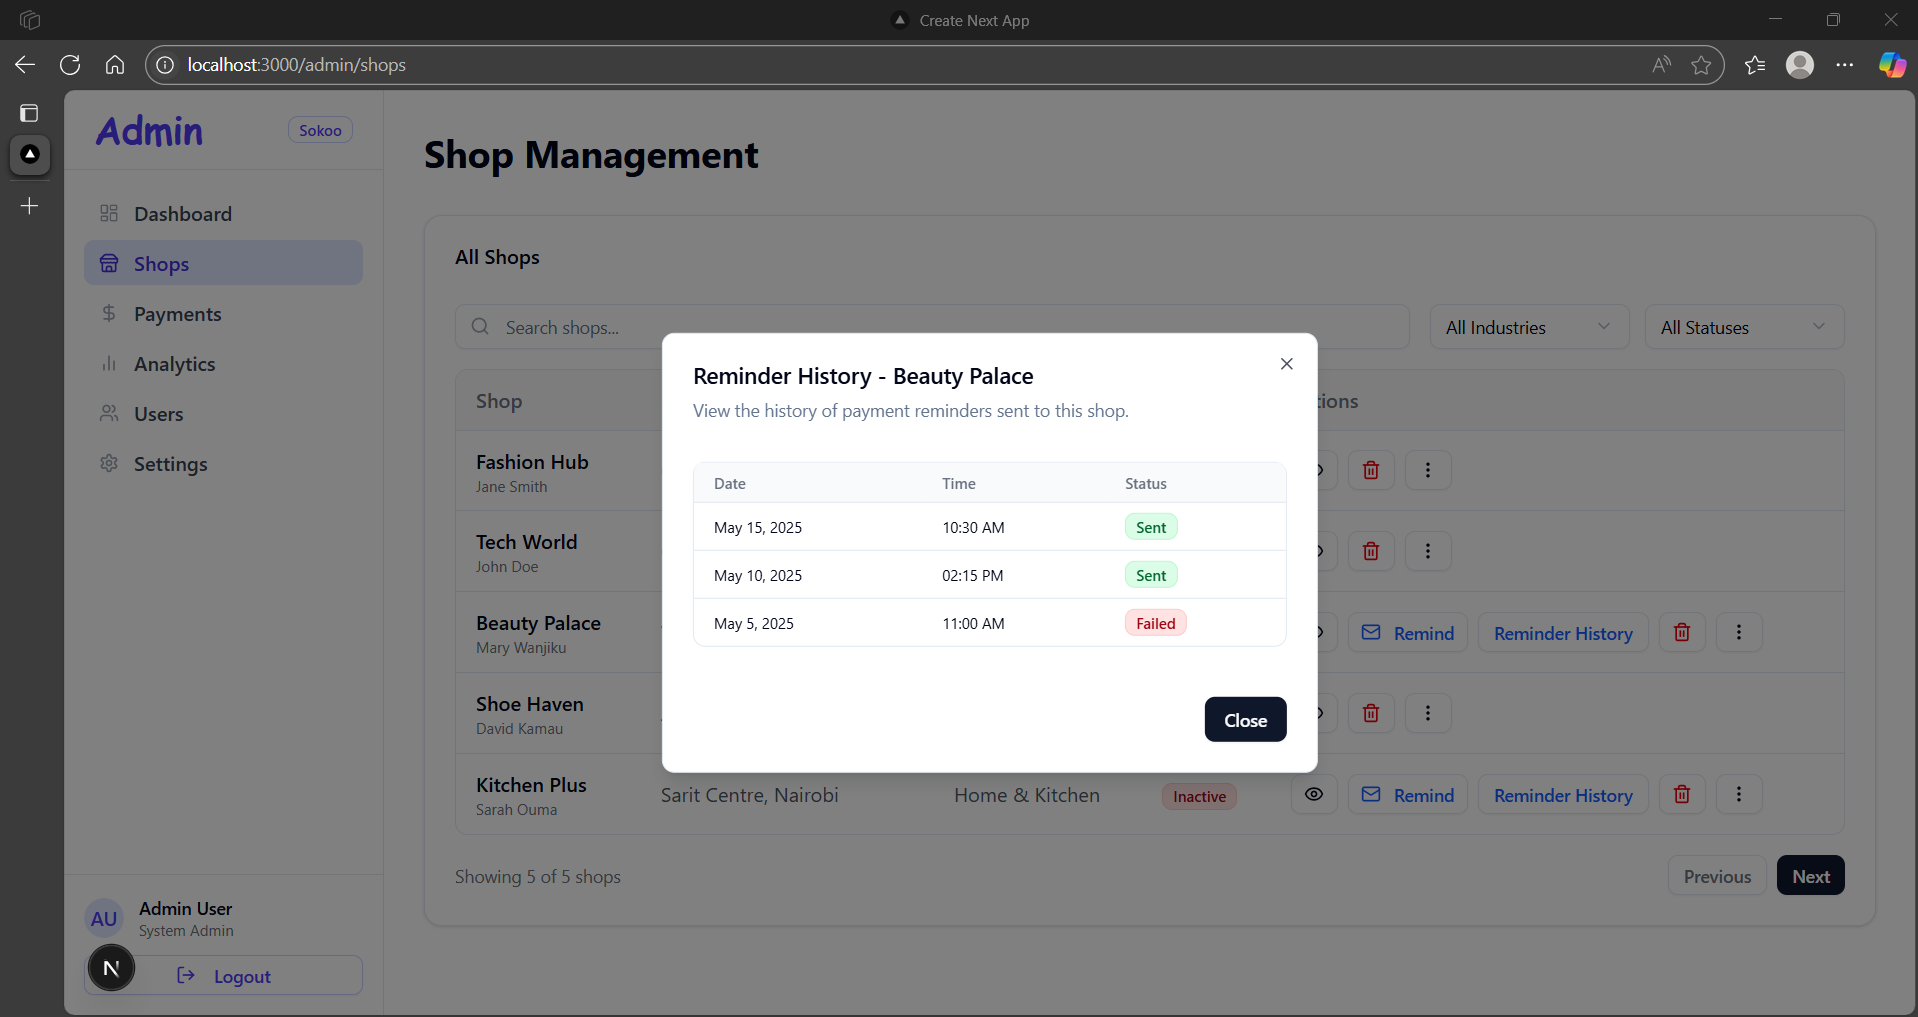 Create Next App
localhost:3000/admin/shops
Admin
Sokoo
Dashboard
Shops
Payments
Analytics
Users
Settings
AU
Admin User
System Admin
N
Logout
Shop Management
All Shops
Search shops...
All Industries
All Statuses
Shop
tions
Fashion Hub
Jane Smith
Tech World
John Doe
Beauty Palace
Mary Wanjiku
Remind
Reminder History
Shoe Haven
David Kamau
Kitchen Plus
Sarah Ouma
Sarit Centre, Nairobi
Home & Kitchen
Inactive
Remind
Reminder History
Showing 5 of 5 shops
Previous
Next
Reminder History - Beauty Palace
View the history of payment reminders sent to this shop.
Date Time Status
May 15, 2025 10:30 AM Sent
May 10, 2025 02:15 PM Sent
May 5, 2025 11:00 AM Failed
Close